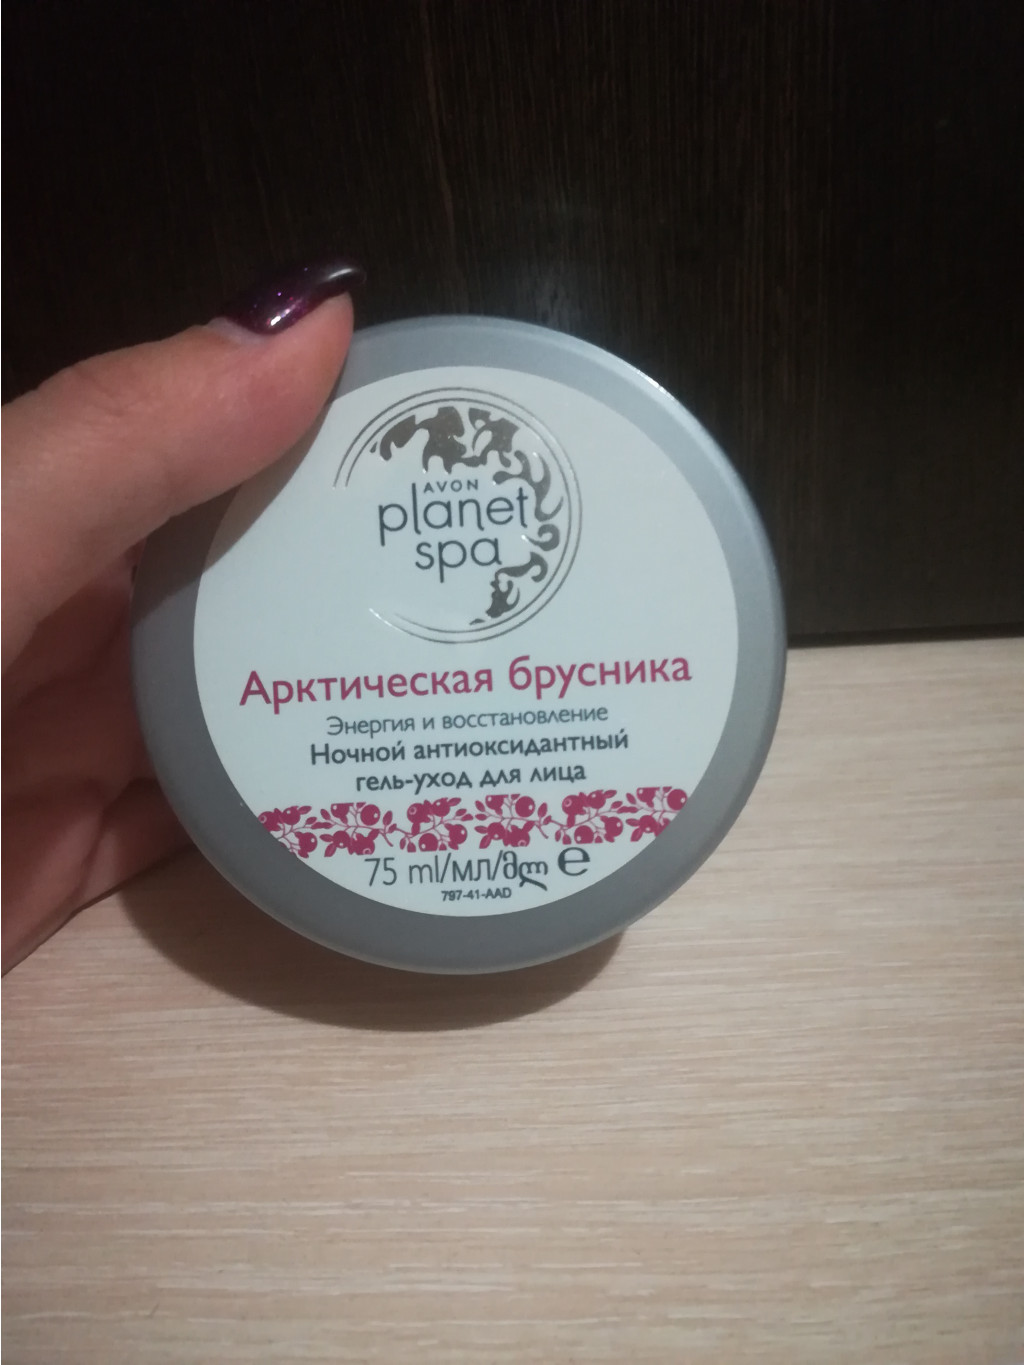 AVON
planet
spa
Арктическая брусника
Энергия и восстановление
Ночной антиоксидантный
гель-уход для лица
75 ml/мл/მლ e
797-41-AAD